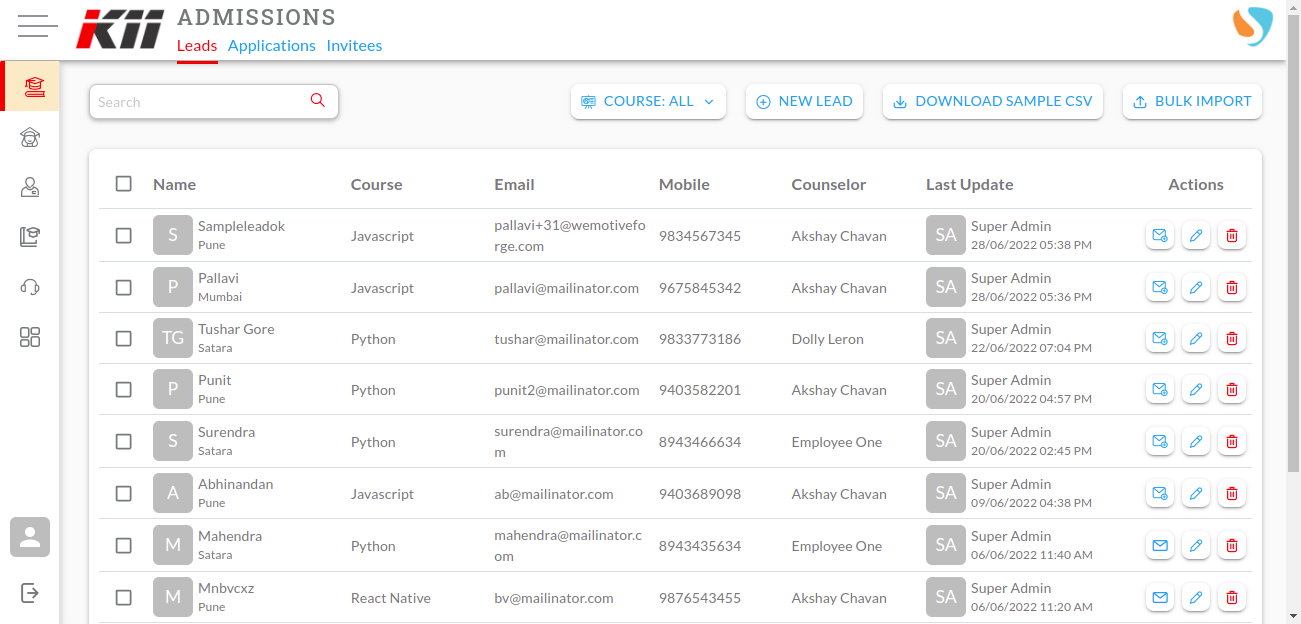 KII
ADMISSIONS
Leads Applications Invitees
Search
COURSE: ALL
NEW LEAD
DOWNLOAD SAMPLE CSV
BULK IMPORT
Name Course Email Mobile Counselor Last Update Actions
S Sampleleadok Pune Javascript pallavi+31@wemotivefo
rge.com 9834567345 Akshay Chavan SA Super Admin
28/06/2022 05:38 PM
P Pallavi
Mumbai Javascript pallavi@mailinator.com 9675845342 Akshay Chavan SA Super Admin
28/06/2022 05:36 PM
TG Tushar Gore
Satara Python tushar@mailinator.com 9833773186 Dolly Leron SA Super Admin
22/06/2022 07:04 PM
P Punit
Pune Python punit2@mailinator.com 9403582201 Akshay Chavan SA Super Admin
20/06/2022 04:57 PM
S Surendra
Satara Python surendra@mailinator.co
m 8943466634 Employee One SA Super Admin
20/06/2022 02:45 PM
A Abhinandan
Pune Javascript ab@mailinator.com 9403689098 Akshay Chavan SA Super Admin
09/06/2022 04:38 PM
M Mahendra
Satara Python mahendra@mailinator.c
om 8943435634 Employee One SA Super Admin
06/06/2022 11:40 AM
M Mnbvcxz
Pune React Native bv@mailinator.com 9876543455 Akshay Chavan SA Super Admin
06/06/2022 11:20 AM